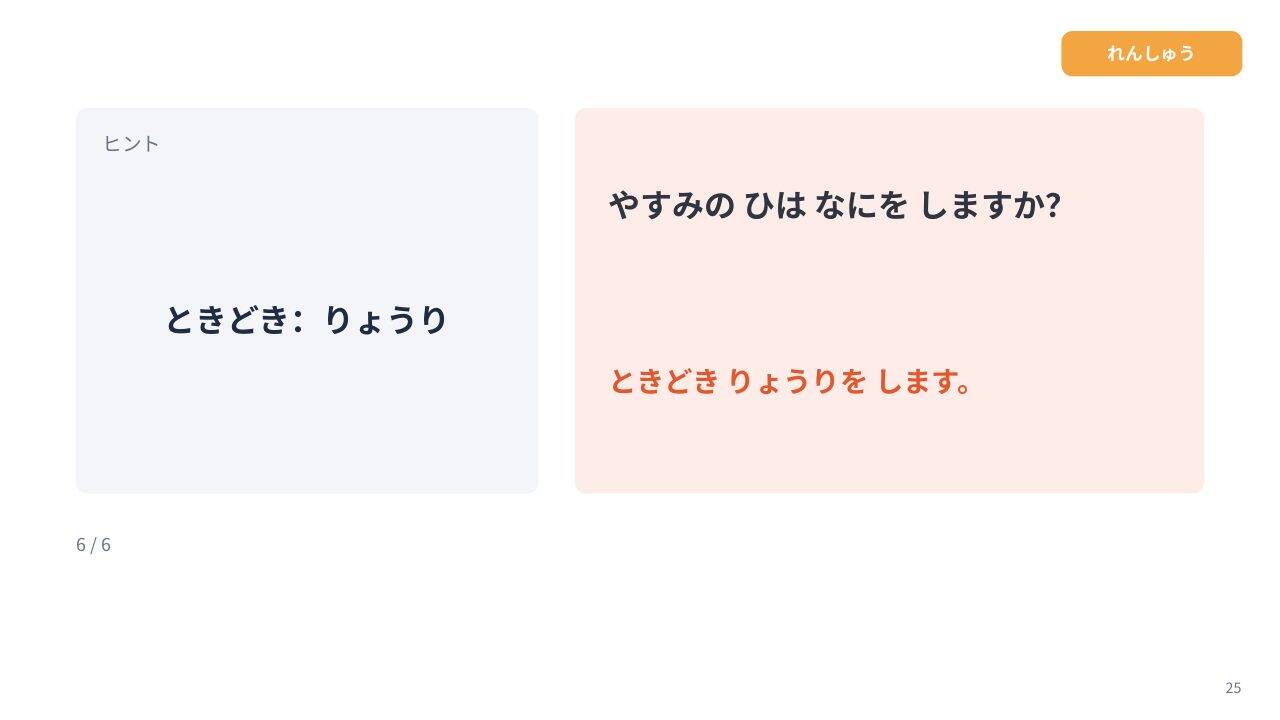 れんしゅう
ヒント
ときどき：りょうり
やすみの ひは なにを しますか?
ときどき りょうりを します。
6 / 6
25